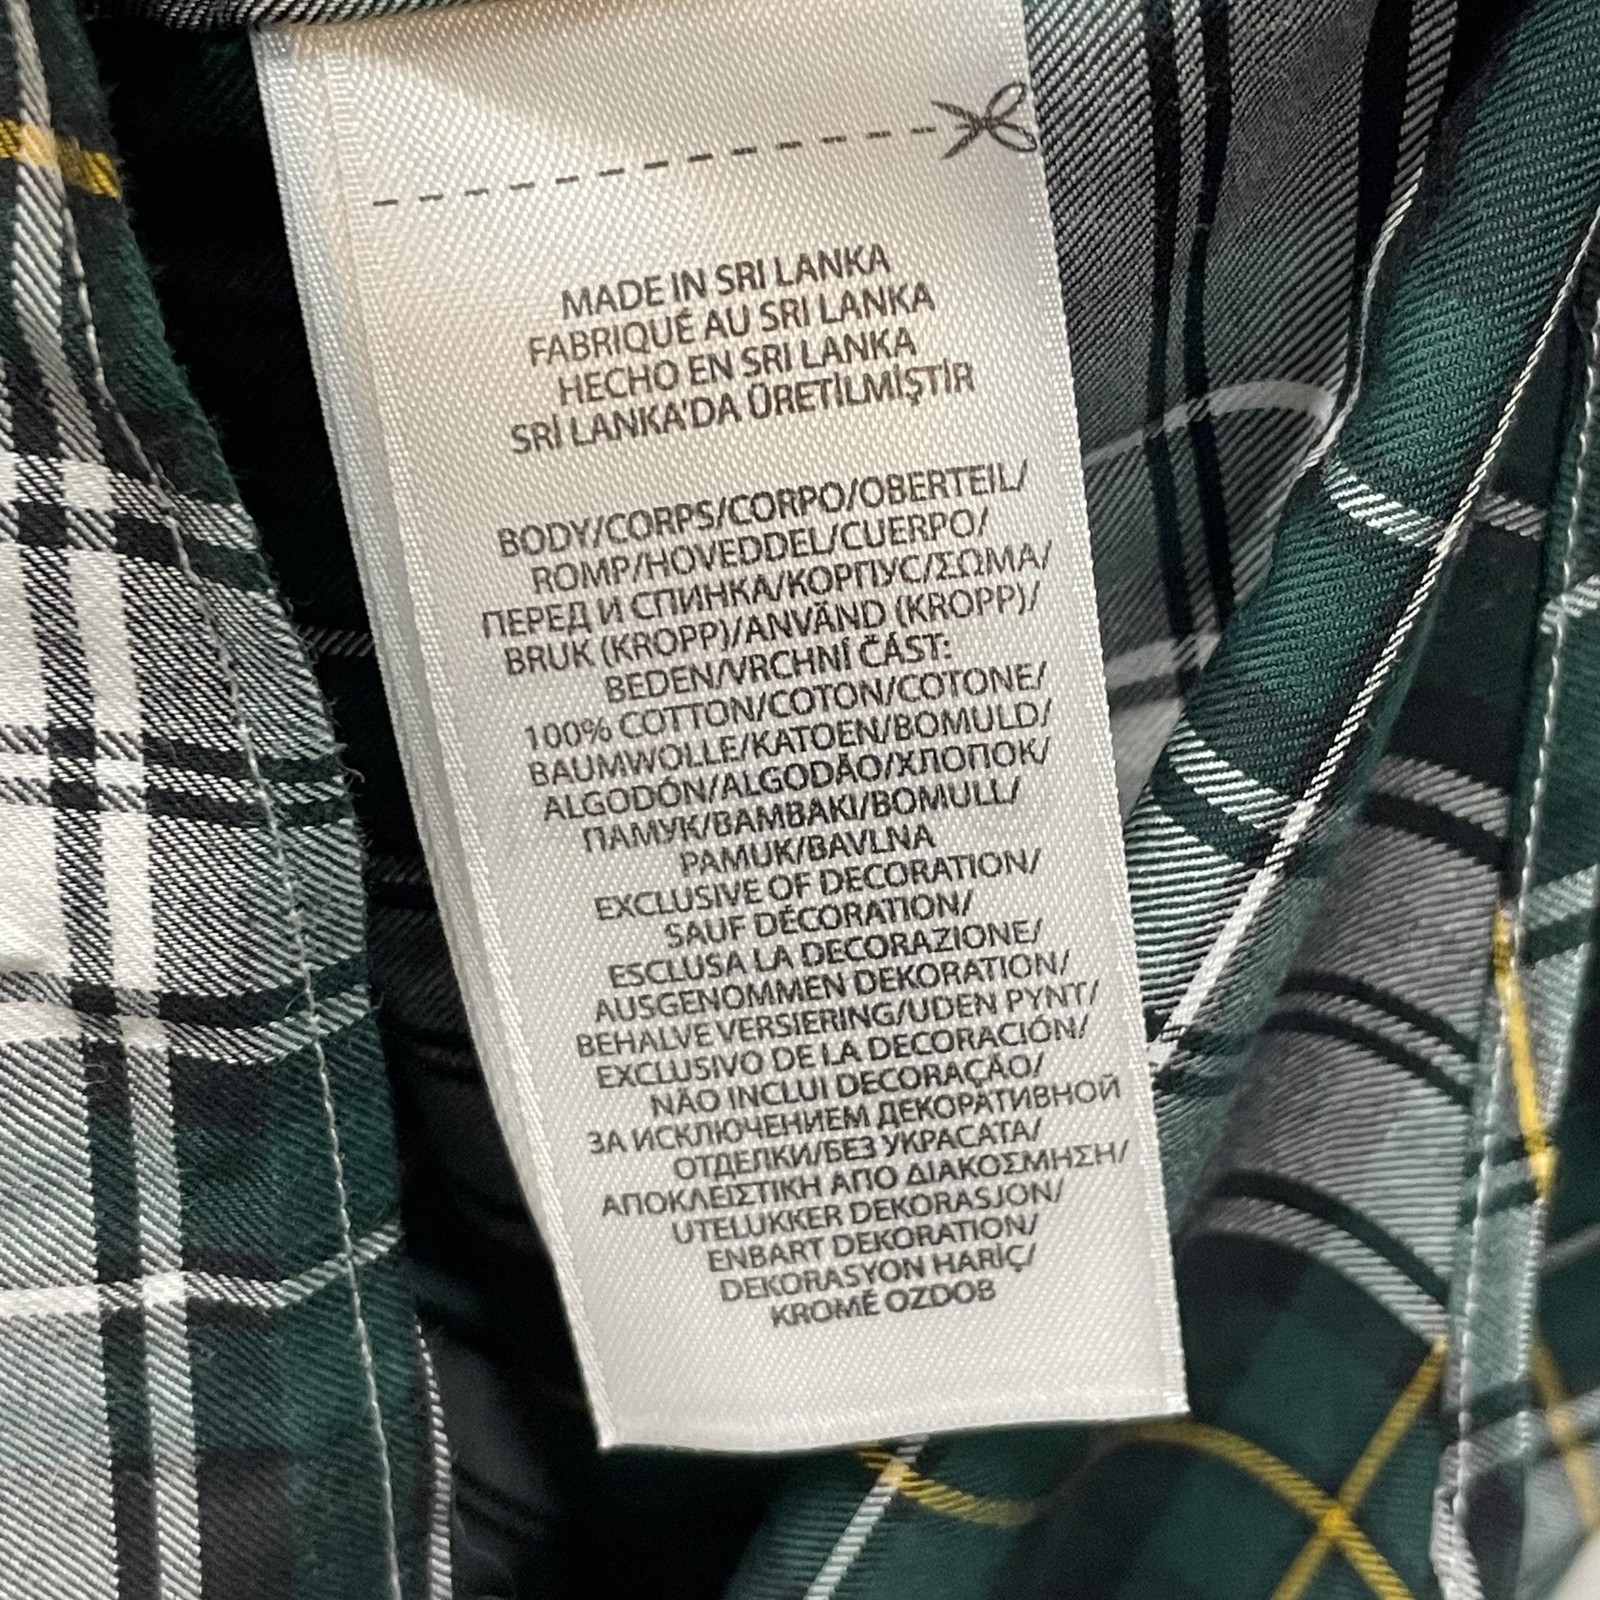 MADE IN SRI LANKA
FABRIQUÉ AU SRI LANKA
HECHO EN SRI LANKA
SRİ LANKA'DA ÜRETİLMİŞTİR
BODY/CORPS/CORPO/OBERTEIL/
ROMP/HOVEDDEL/CUERPO/
ПЕРЕД И СПИНКА/КОРПУС/ΣΩΜΑ/
BRUK (KROPP)/ANVÄND (KROPP)/
BEDEN/VRCHNÍ ČÁST:
100% COTTON/COTON/COTONE/
BAUMWOLLE/KATOEN/BOMULD/
ALGODÓN/ALGODÃO/ХЛОПОК/
ПАМУК/ΒΑΜΒΑΚΙ/BOMULL/
PAMUK/BAVLNA
EXCLUSIVE OF DECORATION/
SAUF DÉCORATION/
ESCLUSA LA DECORAZIONE/
AUSGENOMMEN DEKORATION/
BEHALVE VERSIERING/UDEN PYNT/
EXCLUSIVO DE LA DECORACIÓN/
NÃO INCLUI DECORAÇÃO/
ЗА ИСКЛЮЧЕНИЕМ ДЕКОРАТИВНОЙ
ОТДЕЛКИ/БЕЗ УКРАСАТА/
ΑΠΟΚΛΕΙΣΤΙΚΗ ΑΠΟ ΔΙΑΚΟΣΜΗΣΗ/
UTELUKKER DEKORASJON/
ENBART DEKORATION/
DEKORASYON HARİÇ/
KROMĚ OZDOB